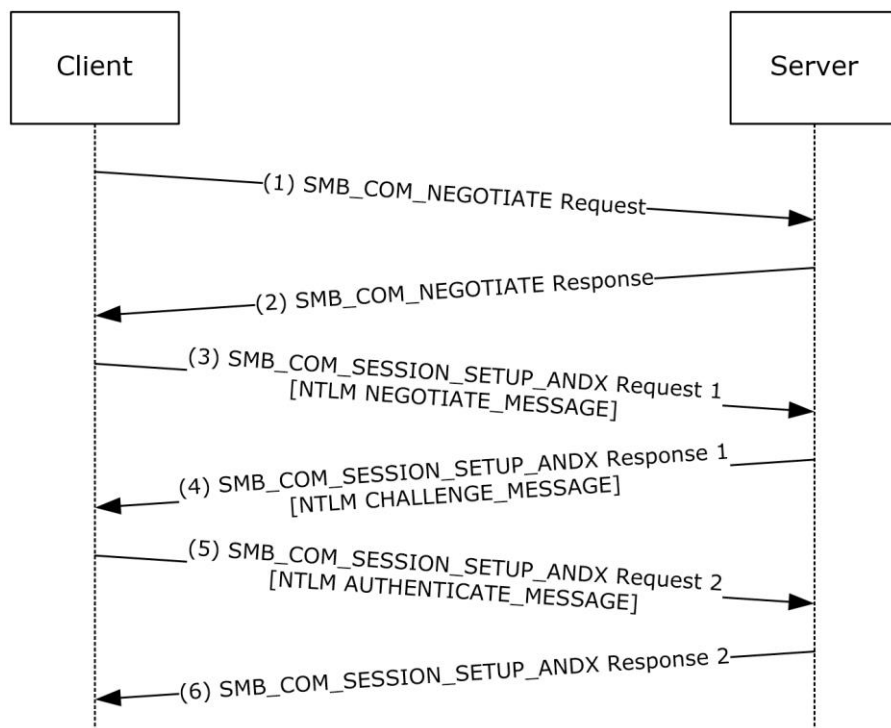 Client
Server
(1) SMB_COM_NEGOTIATE Request
(2) SMB_COM_NEGOTIATE Response
(3) SMB_COM_SESSION_SETUP_ANDX Request 1
[NTLM NEGOTIATE_MESSAGE]
(4) SMB_COM_SESSION_SETUP_ANDX Response 1
[NTLM CHALLENGE_MESSAGE]
(5) SMB_COM_SESSION_SETUP_ANDX Request 2
[NTLM AUTHENTICATE_MESSAGE]
(6) SMB_COM_SESSION_SETUP_ANDX Response 2